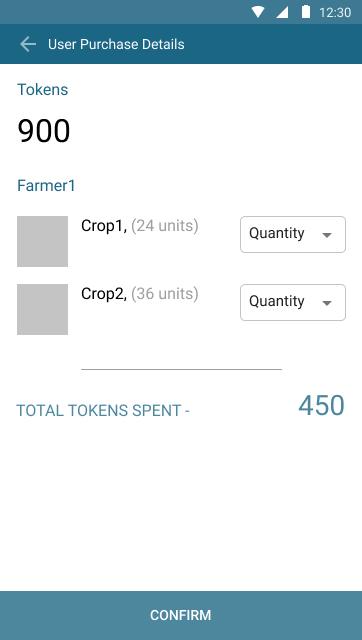 12:30
User Purchase Details
Tokens
900
Farmer1
Crop1, (24 units)
Quantity
Crop2, (36 units)
Quantity
TOTAL TOKENS SPENT -
450
CONFIRM